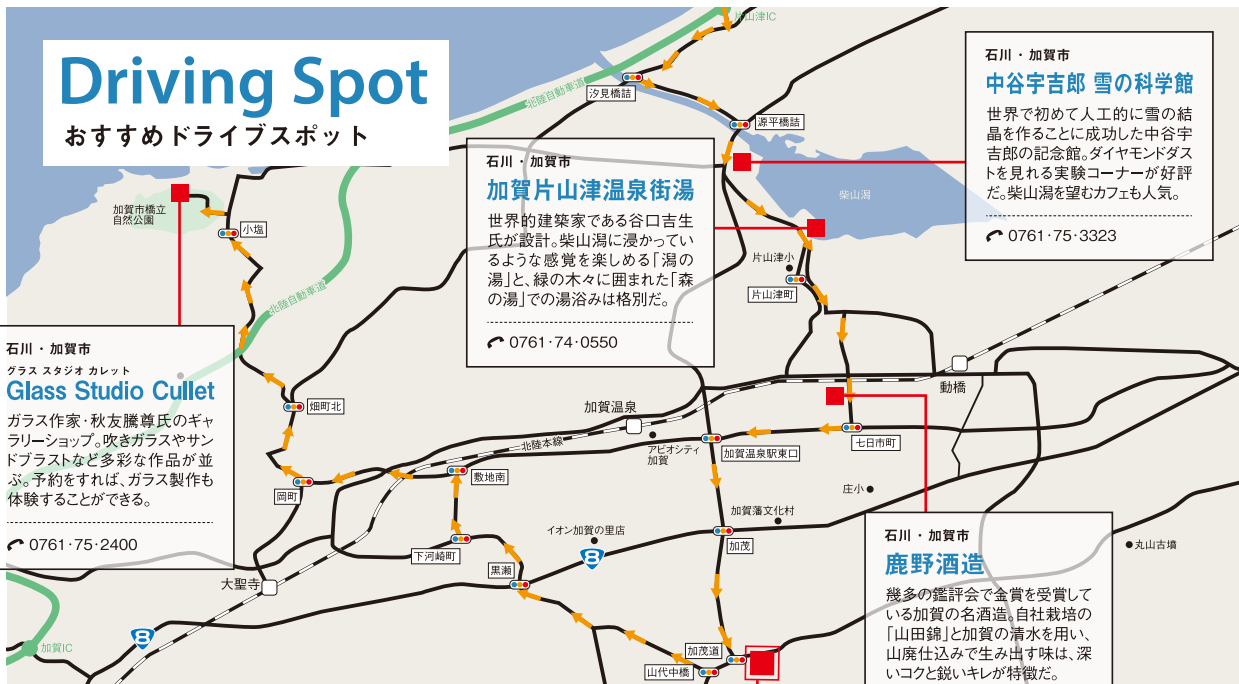 Driving Spot
おすすめドライブスポット
片山津IC
北陸自動車道
汐見橋詰
源平橋詰
石川・加賀市
中谷宇吉郎 雪の科学館
世界で初めて人工的に雪の結
晶を作ることに成功した中谷宇
吉郎の記念館。ダイヤモンドダス
トを見れる実験コーナーが好評
だ。柴山潟を望むカフェも人気。
0761・75・3323
石川・加賀市
加賀片山津温泉街湯
世界的建築家である谷口吉生
氏が設計。柴山潟に浸かってい
るような感覚を楽しめる「潟の
湯」と、緑の木々に囲まれた「森
の湯」での湯浴みは格別だ。
0761・74・0550
柴山潟
加賀市橋立
自然公園
小塩
片山津小
片山津町
北陸自動車道
石川・加賀市
グラス スタジオ カレット
Glass Studio Cullet
ガラス作家・秋友騰尊氏のギャ
ラリーショップ。吹きガラスやサン
ドブラストなど多彩な作品が並
ぶ。予約をすれば、ガラス製作も
体験することができる。
0761・75・2400
畑町北
加賀温泉
動橋
北陸本線
アビオシティ
加賀
加賀温泉駅東口
七日市町
岡町
敷地南
庄小
加賀藩文化村
イオン加賀の里店
下河崎町
加茂
丸山古墳
8
黒瀬
大聖寺
石川・加賀市
鹿野酒造
幾多の鑑評会で金賞を受賞して
いる加賀の名酒造。自社栽培の
「山田錦」と加賀の清水を用い、
山廃仕込みで生み出す味は、深
いコクと鋭いキレが特徴だ。
8
加賀IC
加茂道
山代中橋